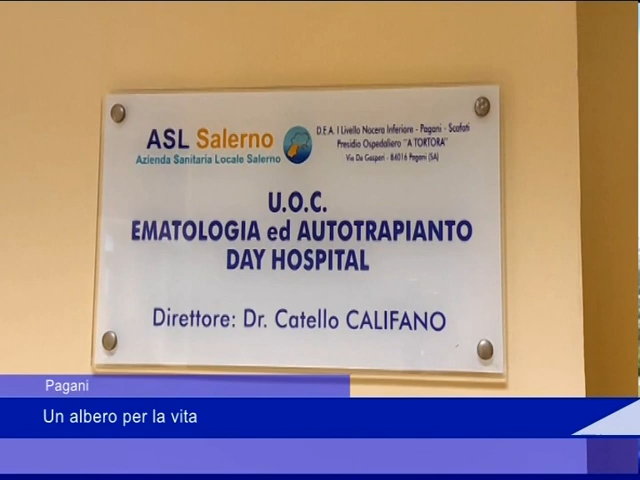 ASL Salerno
Azienda Sanitaria Locale Salerno
D.E.A. I Livello Nocera Inferiore - Pagani - Scafati
Presidio Ospedaliero "A TORTORA"
Via De Gasperi - 84016 Pagani (SA)
U.O.C.
EMATOLOGIA ed AUTOTRAPIANTO
DAY HOSPITAL
Direttore: Dr. Catello CALIFANO
Pagani
Un albero per la vita